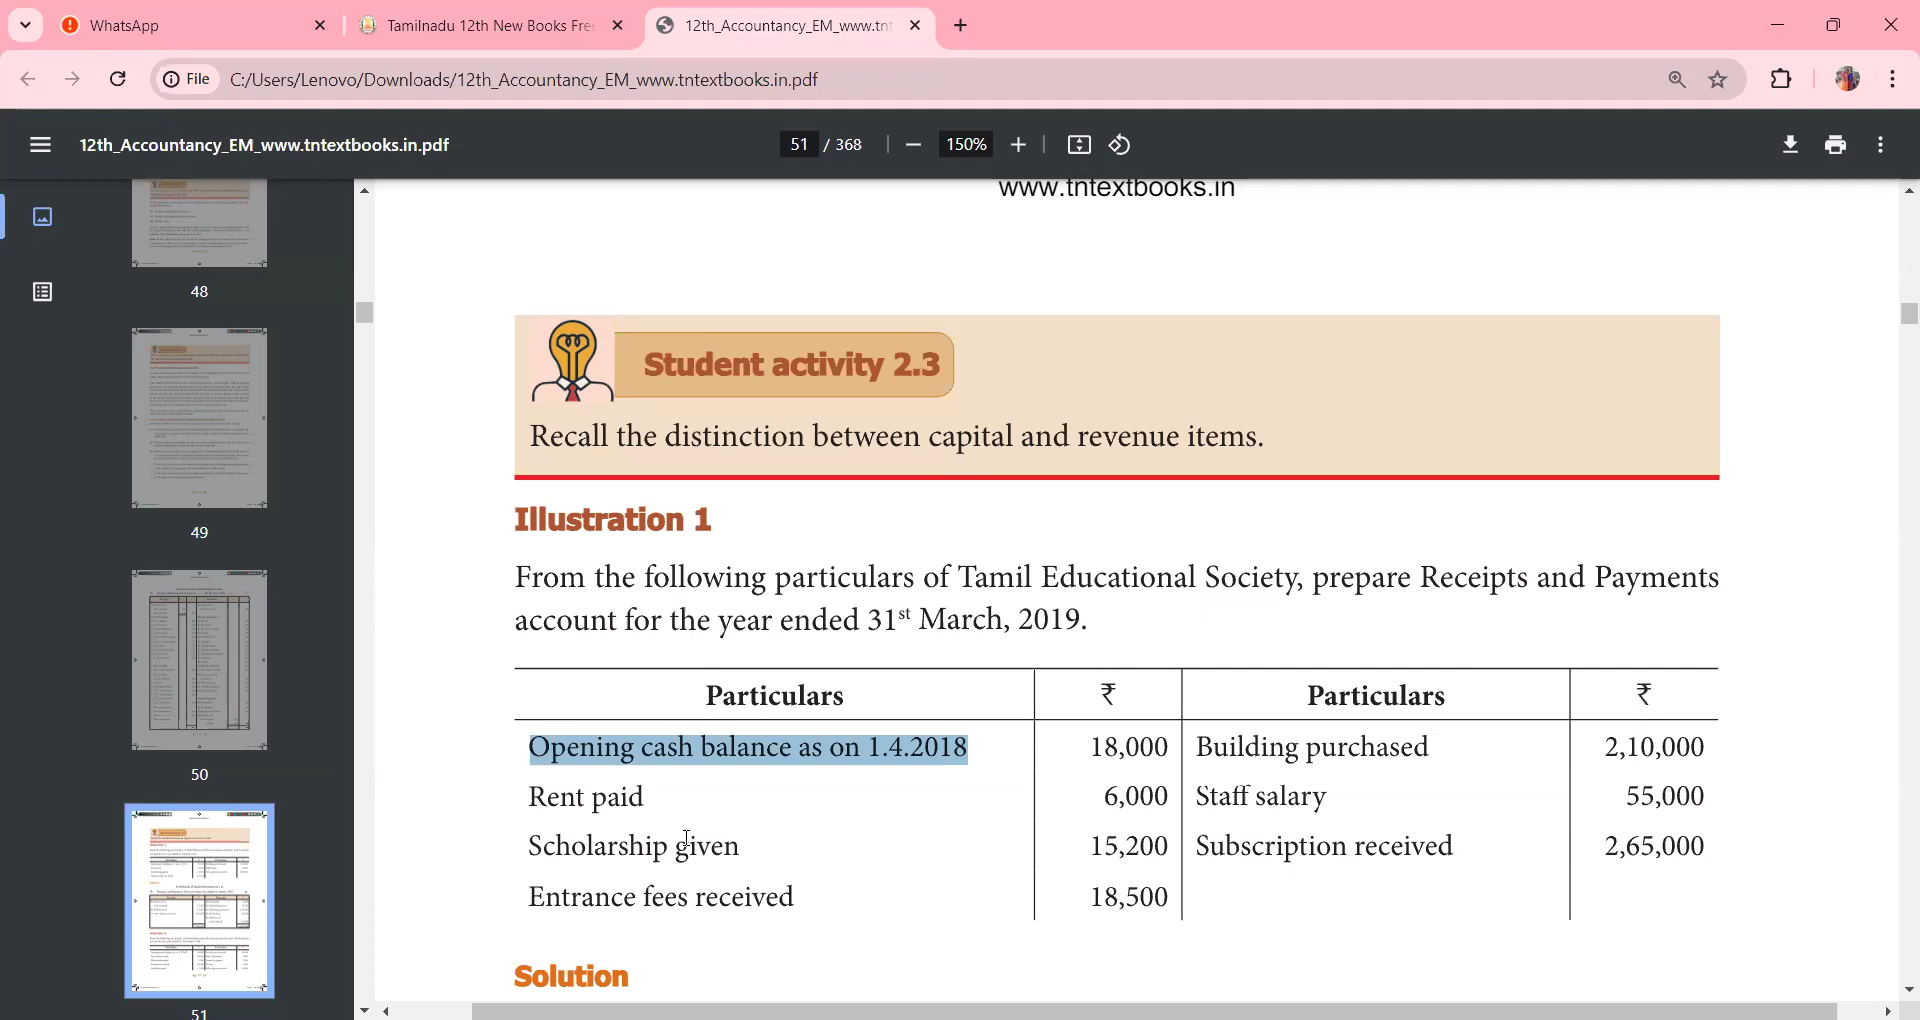 WhatsApp
Tamilnadu 12th New Books Free
12th_Accountancy_EM_www.tnt
File C:/Users/Lenovo/Downloads/12th_Accountancy_EM_www.tntextbooks.in.pdf
12th_Accountancy_EM_www.tntextbooks.in.pdf
51 / 368
150%
48
49
50
51
www.tntextbooks.in
Student activity 2.3
Recall the distinction between capital and revenue items.
Illustration 1
From the following particulars of Tamil Educational Society, prepare Receipts and Payments
account for the year ended 31st March, 2019.
Particulars ₹ Particulars ₹
Opening cash balance as on 1.4.2018 18,000 Building purchased 2,10,000
Rent paid 6,000 Staff salary 55,000
Scholarship given 15,200 Subscription received 2,65,000
Entrance fees received 18,500
Solution